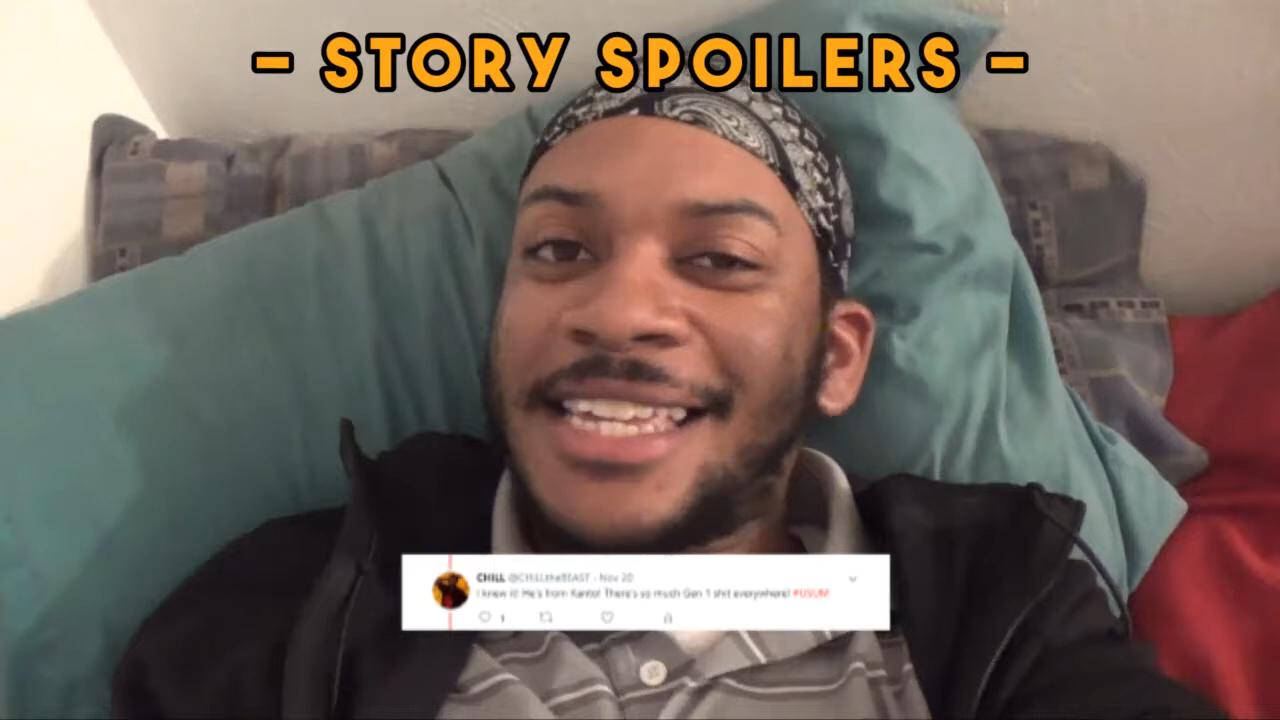 - STORY SPOILERS -
CHILL @CHILLtheBEAST - Nov 20
I knew it! He's from Kanto! There's so much Gen 1 shit everywhere! #USUM
1